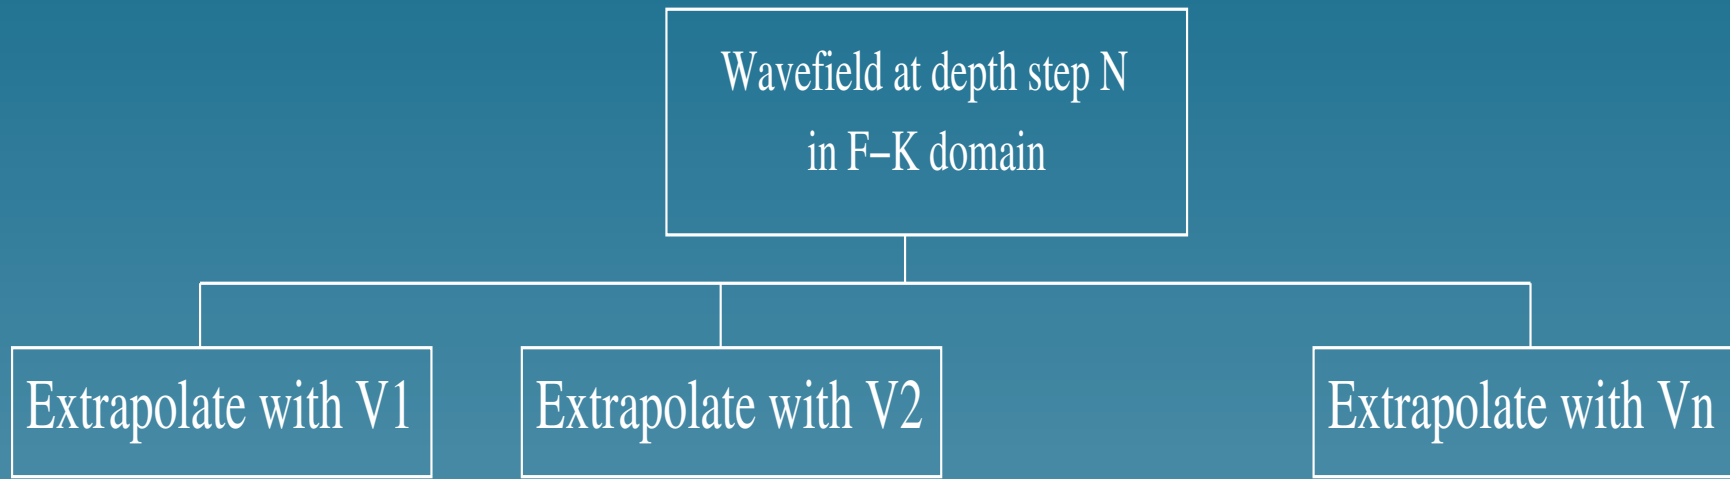 Wavefield at depth step N
in F–K domain
Extrapolate with V1
Extrapolate with V2
Extrapolate with Vn